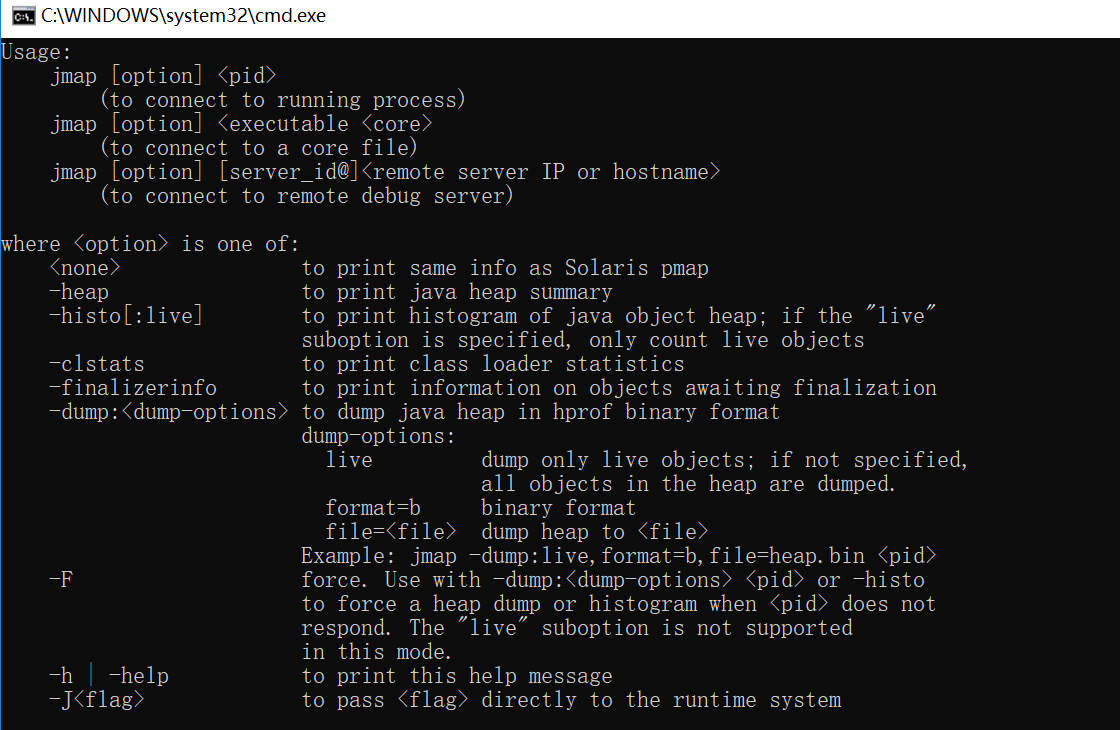 C:\WINDOWS\system32\cmd.exe
Usage:
    jmap [option] <pid>
        (to connect to running process)
    jmap [option] <executable <core>
        (to connect to a core file)
    jmap [option] [server_id@]<remote server IP or hostname>
        (to connect to remote debug server)

where <option> is one of:
    <none>               to print same info as Solaris pmap
    -heap                to print java heap summary
    -histo[:live]        to print histogram of java object heap; if the "live"
                         suboption is specified, only count live objects
    -clstats             to print class loader statistics
    -finalizerinfo       to print information on objects awaiting finalization
    -dump:<dump-options> to dump java heap in hprof binary format
                         dump-options:
                           live         dump only live objects; if not specified,
                                        all objects in the heap are dumped.
                           format=b     binary format
                           file=<file>  dump heap to <file>
                         Example: jmap -dump:live,format=b,file=heap.bin <pid>
    -F                   force. Use with -dump:<dump-options> <pid> or -histo
                         to force a heap dump or histogram when <pid> does not
                         respond. The "live" suboption is not supported
                         in this mode.
    -h | -help           to print this help message
    -J<flag>             to pass <flag> directly to the runtime system